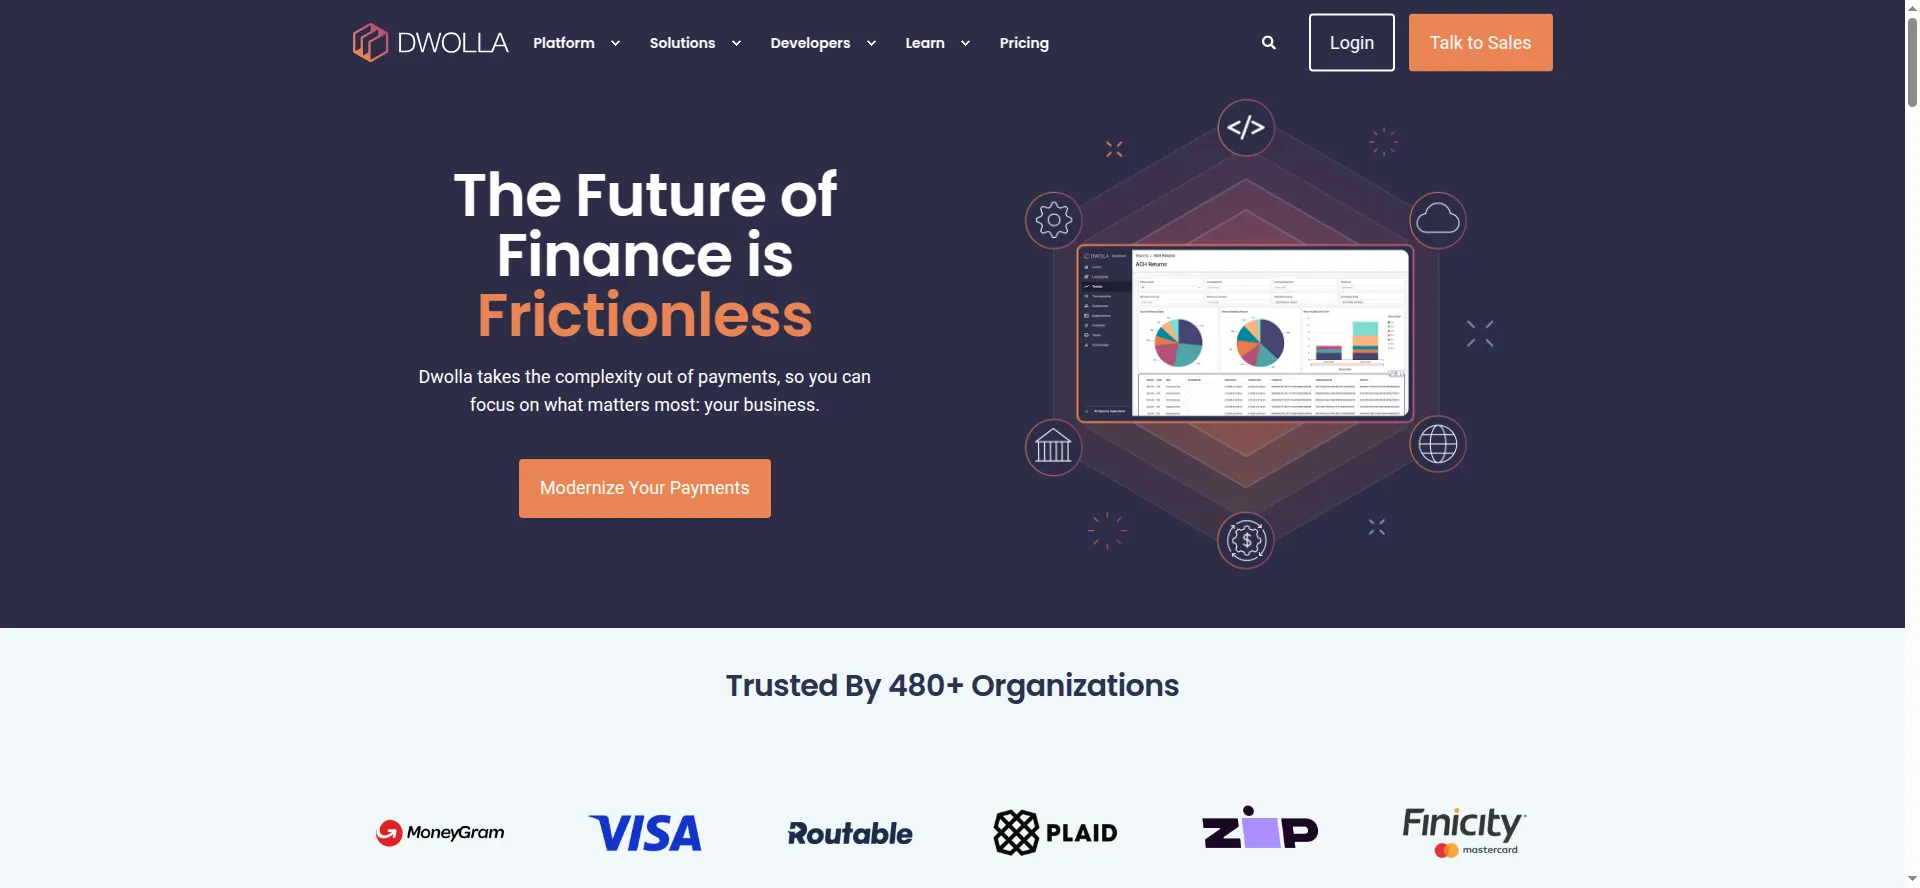 DWOLLA
Platform
Solutions
Developers
Learn
Pricing
Login
Talk to Sales
The Future of
Finance is
Frictionless
Dwolla takes the complexity out of payments, so you can
focus on what matters most: your business.
Modernize Your Payments
</>
DWOLLA
ACH Returns
$
Trusted By 480+ Organizations
MoneyGram
VISA
Routable
PLAID
ZIP
Finicity
mastercard